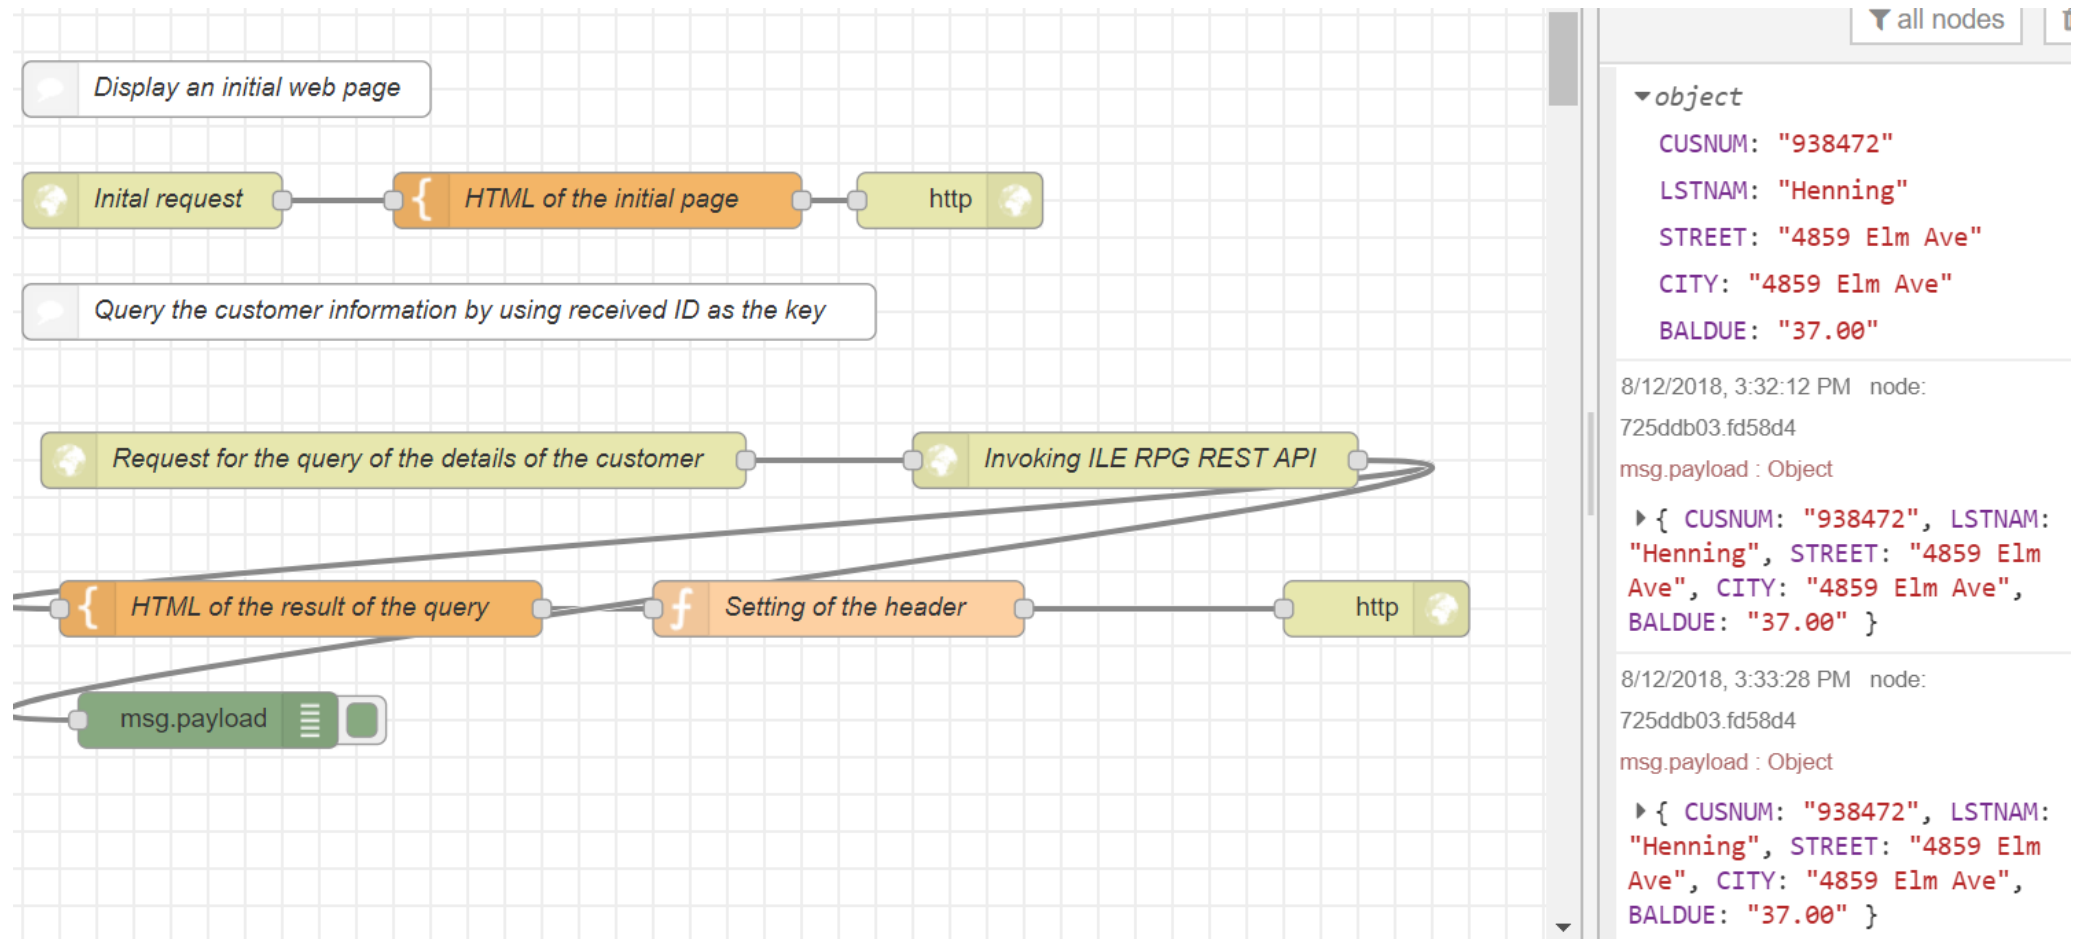 Display an initial web page
Inital request
HTML of the initial page
http
Query the customer information by using received ID as the key
Request for the query of the details of the customer
Invoking ILE RPG REST API
HTML of the result of the query
Setting of the header
http
msg.payload
all nodes
object
CUSNUM: "938472"
LSTNAM: "Henning"
STREET: "4859 Elm Ave"
CITY: "4859 Elm Ave"
BALDUE: "37.00"
8/12/2018, 3:32:12 PM node:
725ddb03.fd58d4
msg.payload : Object
{ CUSNUM: "938472", LSTNAM:
"Henning", STREET: "4859 Elm
Ave", CITY: "4859 Elm Ave",
BALDUE: "37.00" }
8/12/2018, 3:33:28 PM node:
725ddb03.fd58d4
msg.payload : Object
{ CUSNUM: "938472", LSTNAM:
"Henning", STREET: "4859 Elm
Ave", CITY: "4859 Elm Ave",
BALDUE: "37.00" }